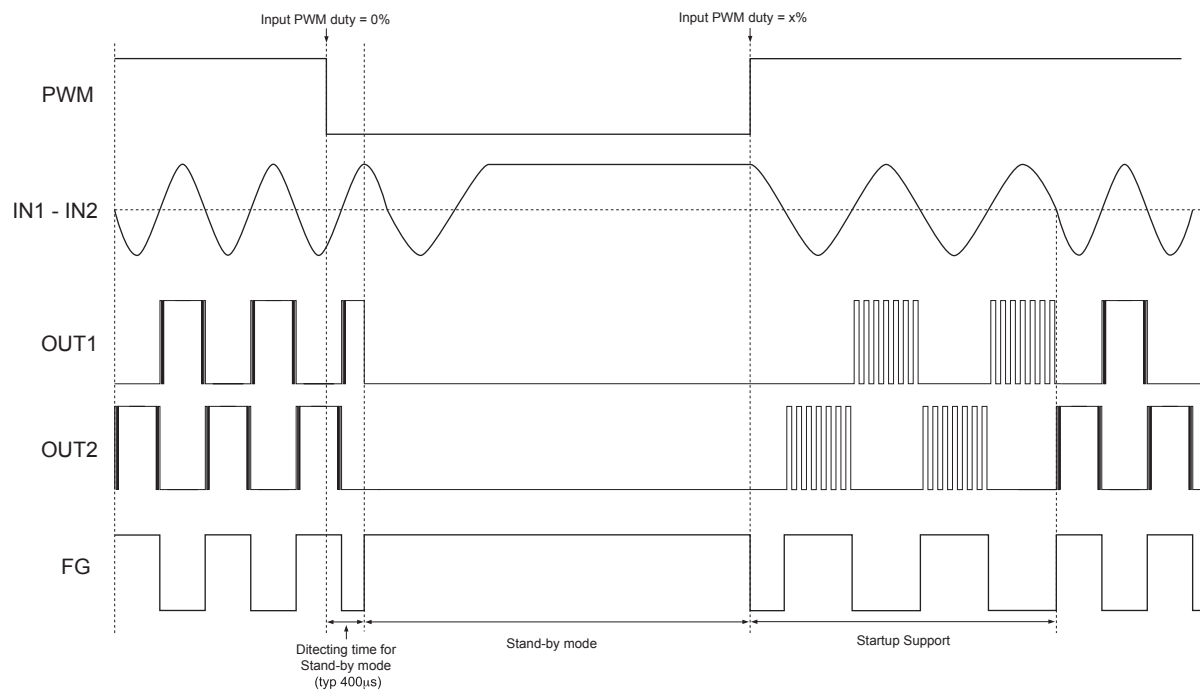 Input PWM duty = 0%
Input PWM duty = x%
PWM
IN1 - IN2
OUT1
OUT2
FG
Ditecting time for
Stand-by mode
(typ 400μs)
Stand-by mode
Startup Support